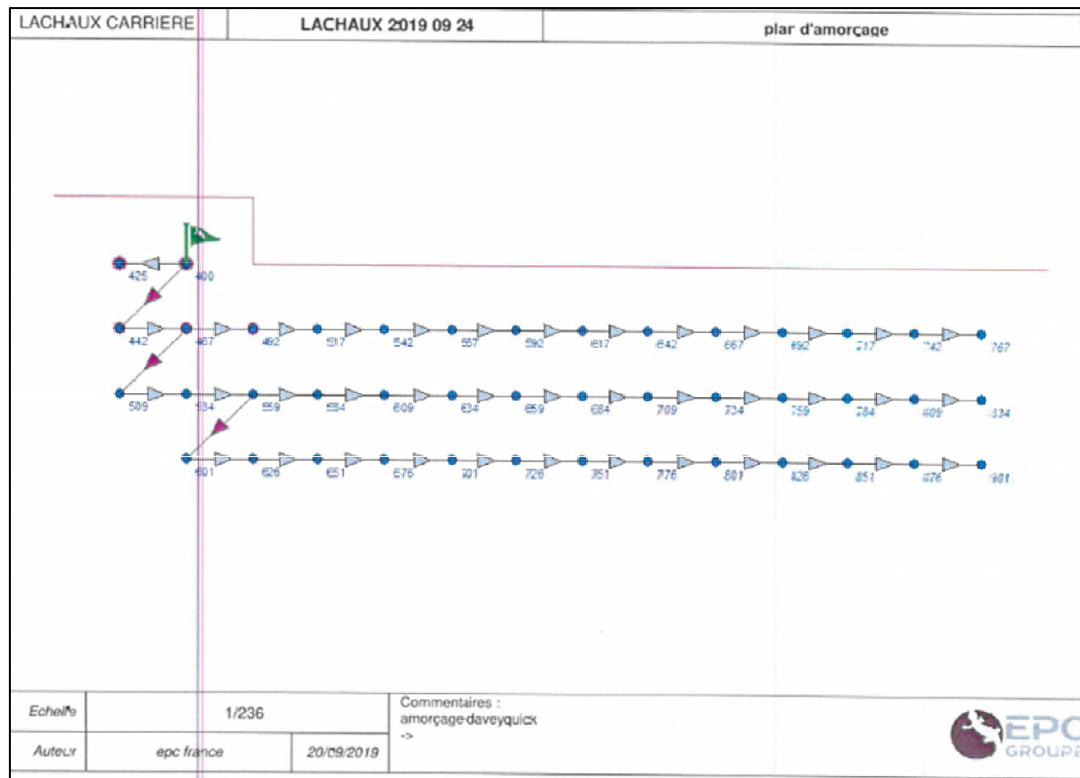 LACHAUX CARRIERE LACHAUX 2019 09 24 plan d'amorçage
425 400
442 467 492 517 542 567 592 617 642 667 692 717 742 767
509 534 559 584 609 634 659 684 709 734 759 784 809 834
601 626 651 676 701 726 751 776 801 826 851 876 901
Echelle 1/236 Commentaires :
amorçage daveyquick
->
Auteur epc france 20/09/2019
EPC
GROUPE